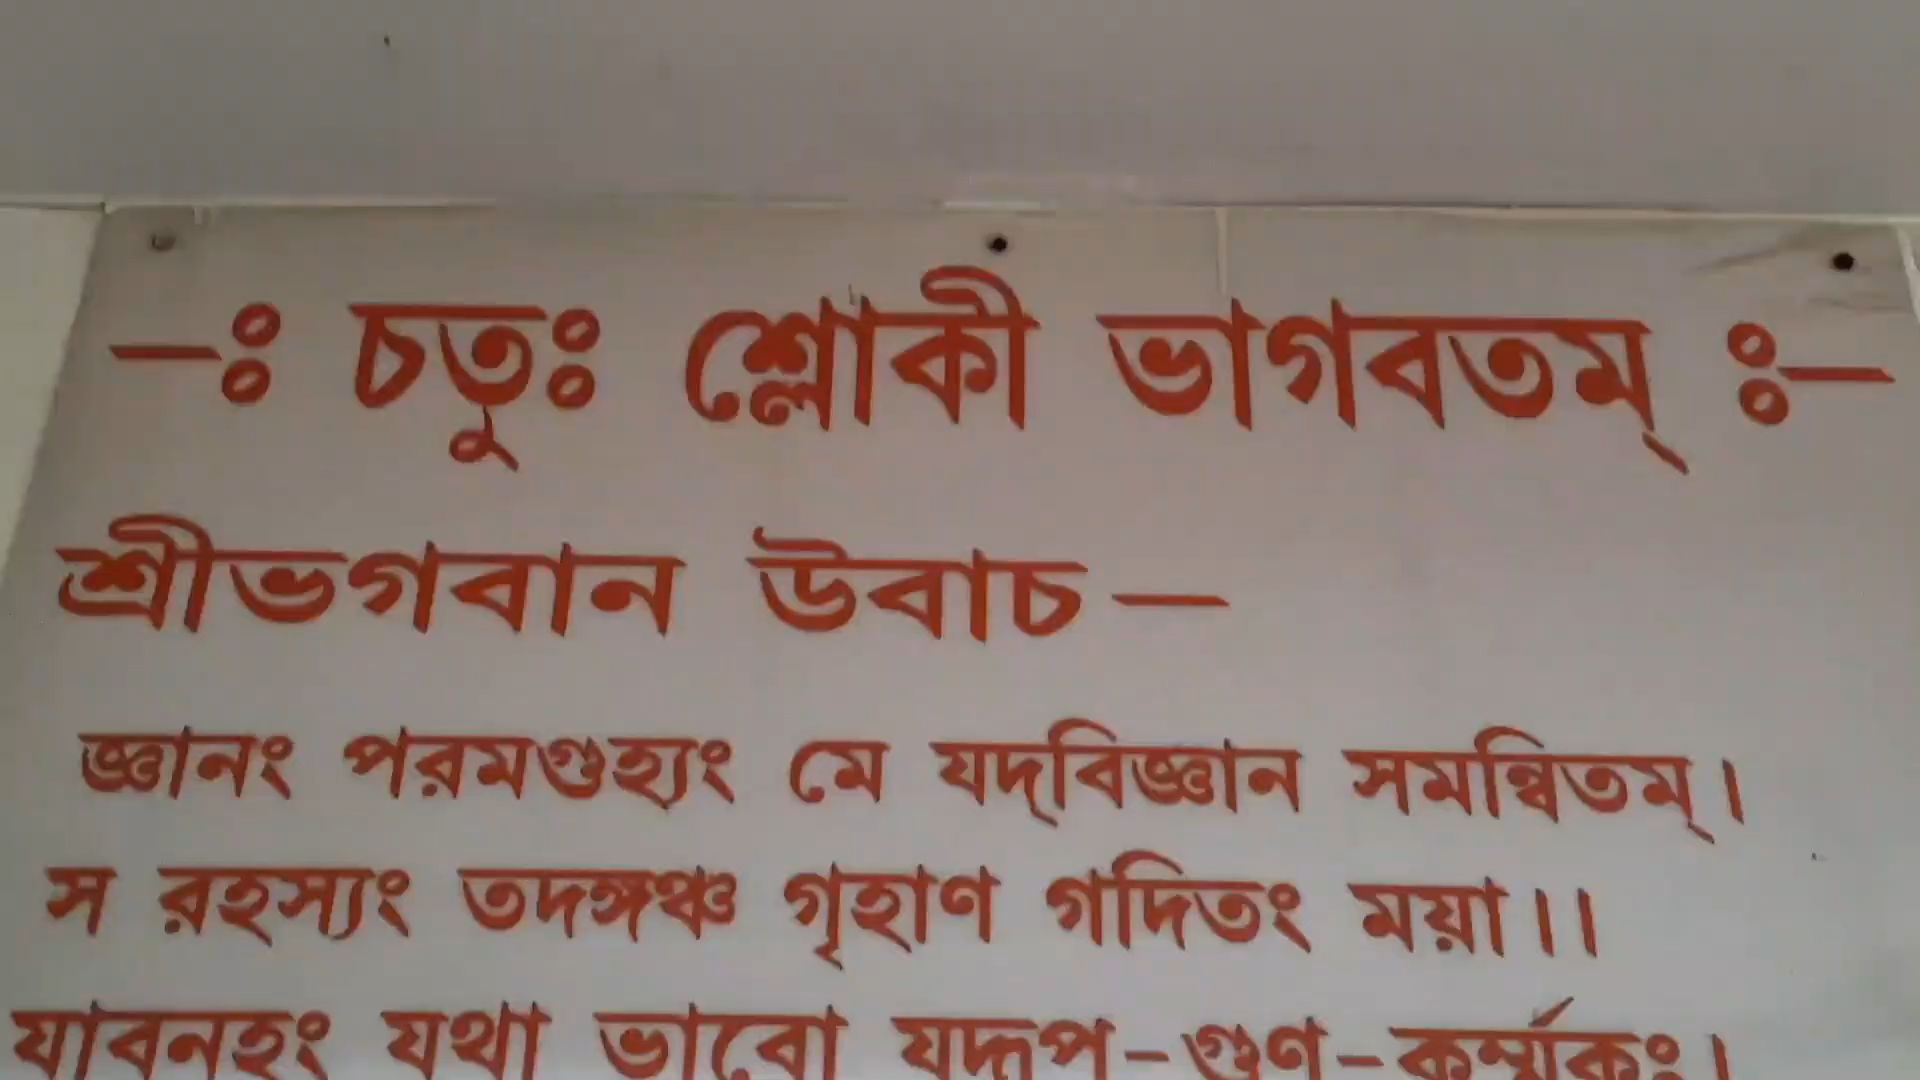 –ঃ চতুঃ শ্লোকী ভাগবতম্ ঃ–
শ্রীভগবান উবাচ–
জ্ঞানং পরমগুহ্যং মে যদ্‌বিজ্ঞান সমন্বিতম্।
স রহস্যং তদঙ্গঞ্চ গৃহাণ গদিতং ময়া।।
যাবনহং যথা ভাবো যদ্রূপ-গুণ-কর্ম্মকঃ।